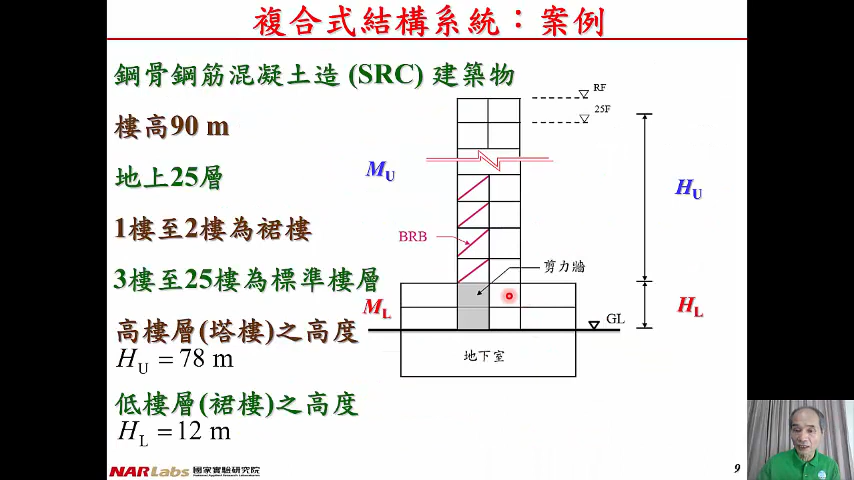 複合式結構系統：案例
鋼骨鋼筋混凝土造 (SRC) 建築物
樓高90 m
地上25層
1樓至2樓為裙樓
3樓至25樓為標準樓層
高樓層(塔樓)之高度
H_U = 78 m
低樓層(裙樓)之高度
H_L = 12 m
RF
25F
M_U
H_U
BRB
剪力牆
M_L
H_L
GL
地下室
NARLabs 國家實驗研究院
9